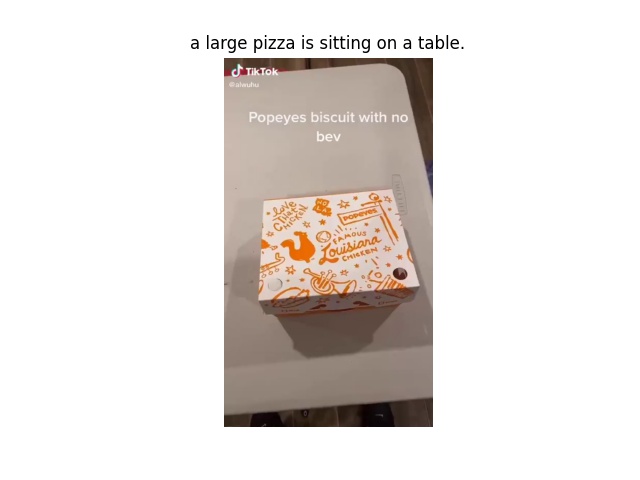 a large pizza is sitting on a table.
TikTok
@alwuhu
Popeyes biscuit with no
bev
love
that
CHICKEN
POPEYES
FAMOUS
Louisiana
CHICKEN